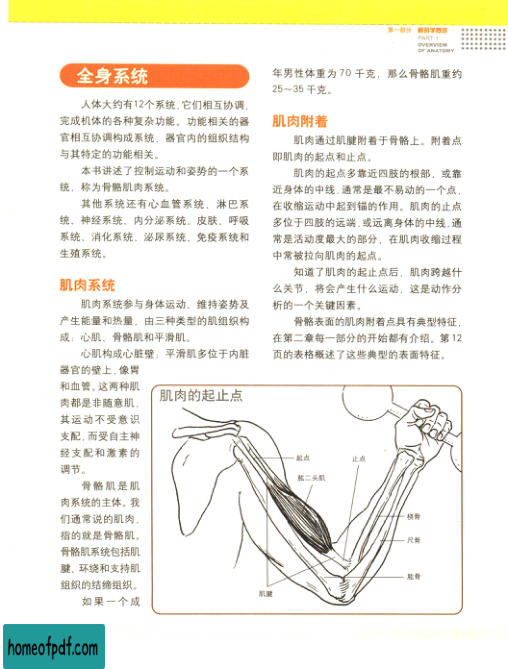 第一部分 解剖学概述
PART 1
OVERVIEW
OF ANATOMY
全身系统
人体大约有12个系统,它们相互协调,
完成机体的各种复杂功能。功能相关的器
官相互协调构成系统，器官内的组织结构
与其特定的功能相关。
本书讲述了控制运动和姿势的一个系
统，称为骨骼肌肉系统。
其他系统还有心血管系统、淋巴系
统、神经系统、内分泌系统、皮肤、呼吸
系统、消化系统、泌尿系统、免疫系统和
生殖系统。
肌肉系统
肌肉系统参与身体运动、维持姿势及
产生能量和热量，由三种类型的肌组织构
成：心肌、骨骼肌和平滑肌。
心肌构成心脏壁；平滑肌多位于内脏
器官的壁上,像胃
和血管。这两种肌
肉都是非随意肌,
其运动不受意识
支配,而受自主神
经支配和激素的
调节。
骨骼肌是肌
肉系统的主体。我
们通常说的肌肉,
指的就是骨骼肌。
骨骼肌系统包括肌
腱、环绕和支持肌
组织的结缔组织。
如果一个成
年男性体重为70千克，那么骨骼肌重约
25～35千克。
肌肉附着
肌肉通过肌腱附着于骨骼上。附着点
即肌肉的起点和止点。
肌肉的起点多靠近四肢的根部，或靠
近身体的中线,通常是最不易动的一个点,
在收缩运动中起到锚的作用。肌肉的止点
多位于四肢的远端,或远离身体的中线,通
常是活动度最大的部分，在肌肉收缩过程
中常被拉向肌肉的起点。
知道了肌肉的起止点后，肌肉跨越什
么关节，将会产生什么运动，这是动作分
析的一个关键因素。
骨骼表面的肌肉附着点具有典型特征,
在第二章每一部分的开始都有介绍。第12
页的表格概述了这些典型的表面特征。
肌肉的起止点
起点
止点
肱二头肌
桡骨
尺骨
肱骨
肌腱
homeofpdf.com